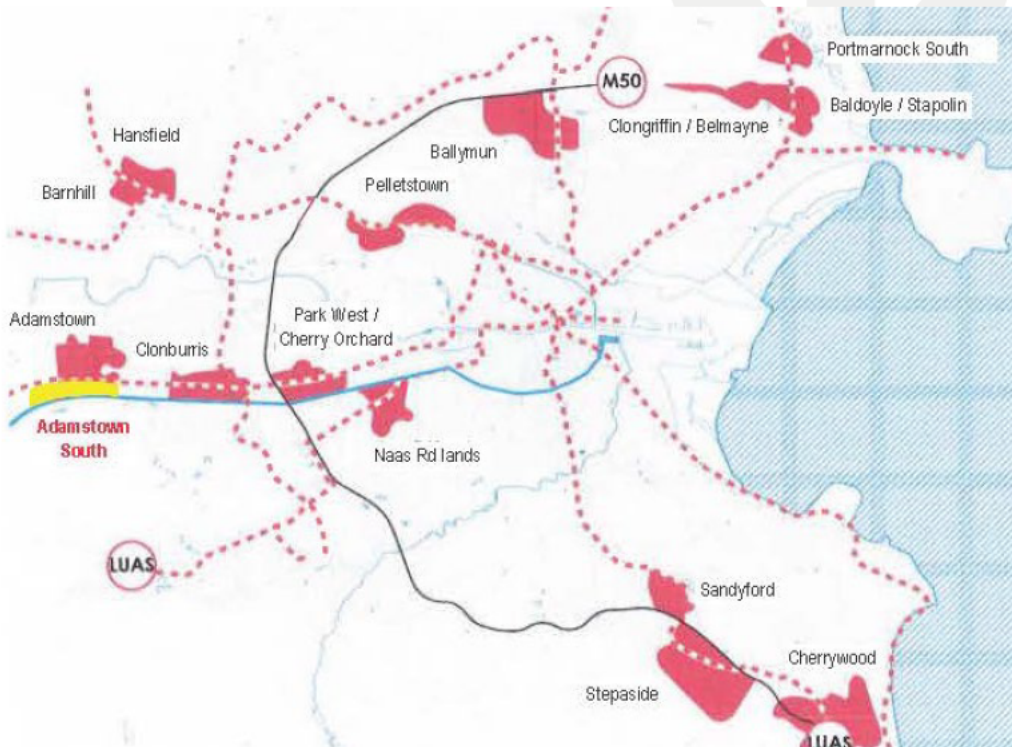 Portmarnock South
M50
Baldoyle / Stapolin
Clongriffin / Belmayne
Hansfield
Ballymun
Pelletstown
Barnhill
Park West /
Cherry Orchard
Adamstown
Clonburris
Adamstown
South
Naas Rd lands
LUAS
Sandyford
Cherrywood
Stepaside
LUAS